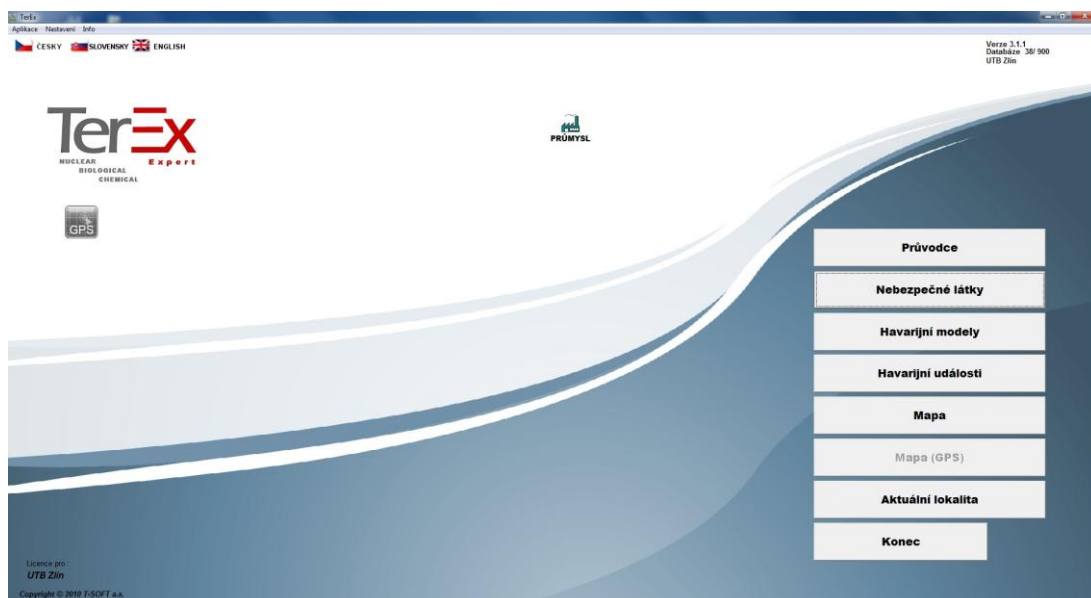 TerEx
Aplikace Nastavení Info
ČESKY SLOVENSKY ENGLISH
Verze 3.1.1
Databáze 38/ 900
UTB Zlín
TerEx
NUCLEAR Expert
BIOLOGICAL
CHEMICAL
PRŮMYSL
GPS
Průvodce
Nebezpečné látky
Havarijní modely
Havarijní události
Mapa
Mapa (GPS)
Aktuální lokalita
Konec
Licence pro
UTB Zlín
Copyright © 2010 T-SOFT a.s.